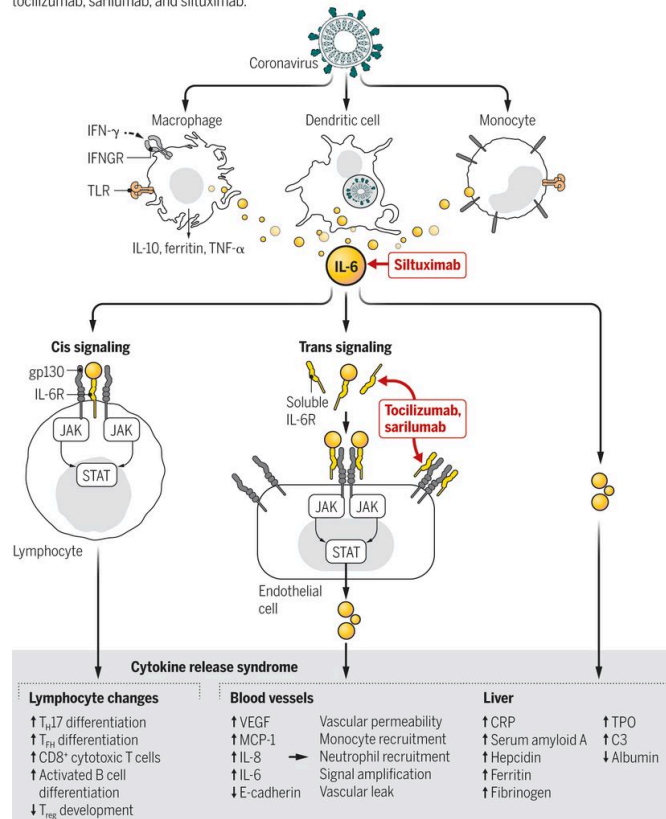 tocilizumab, sarilumab, and siltuximab.
Coronavirus
Macrophage
Dendritic cell
Monocyte
IFN-γ
IFNGR
TLR
IL-10, ferritin, TNF-α
IL-6
Siltuximab
Cis signaling
Trans signaling
gp130
IL-6R
Soluble
IL-6R
Tocilizumab,
sarilumab
JAK
JAK
STAT
JAK
JAK
STAT
Lymphocyte
Endothelial
cell
Cytokine release syndrome
Lymphocyte changes
↑ TH17 differentiation
↑ TFH differentiation
↑ CD8⁺ cytotoxic T cells
↑ Activated B cell
differentiation
↓ Treg development
Blood vessels
↑ VEGF Vascular permeability
↑ MCP-1 Monocyte recruitment
↑ IL-8 → Neutrophil recruitment
↑ IL-6 Signal amplification
↓ E-cadherin Vascular leak
Liver
↑ CRP ↑ TPO
↑ Serum amyloid A ↑ C3
↑ Hepcidin ↓ Albumin
↑ Ferritin
↑ Fibrinogen